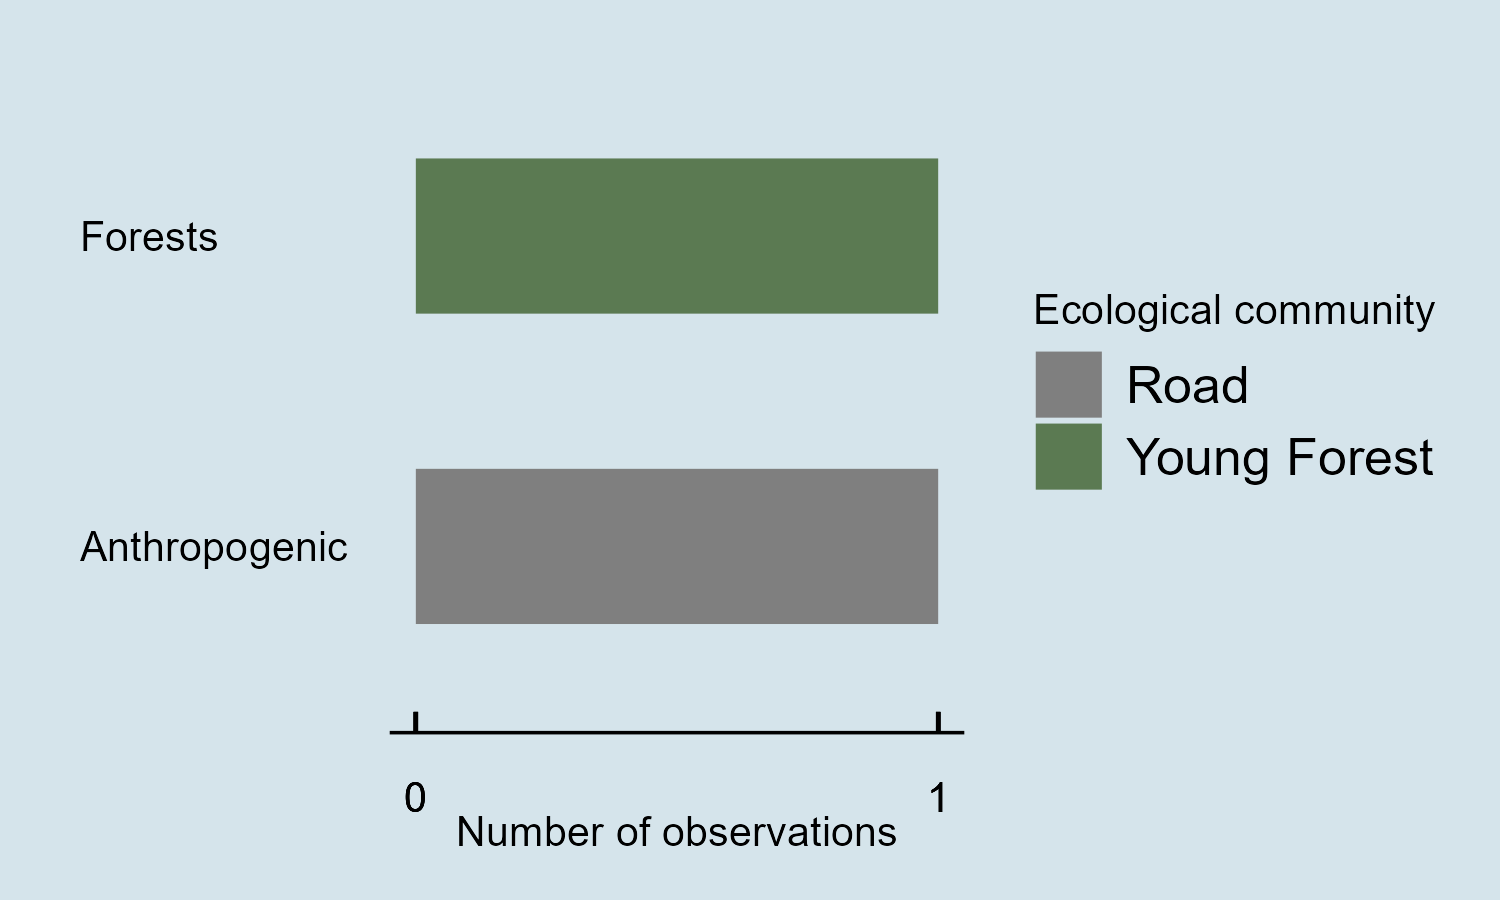 Forests
Anthropogenic
0
1
Number of observations
Ecological community
Road
Young Forest